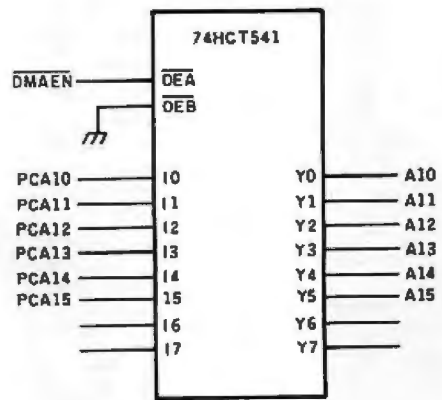 74HCT541
DMAEN OEA
OEB
PCA10 I0 Y0 A10
PCA11 I1 Y1 A11
PCA12 I2 Y2 A12
PCA13 I3 Y3 A13
PCA14 I4 Y4 A14
PCA15 I5 Y5 A15
I6 Y6
I7 Y7